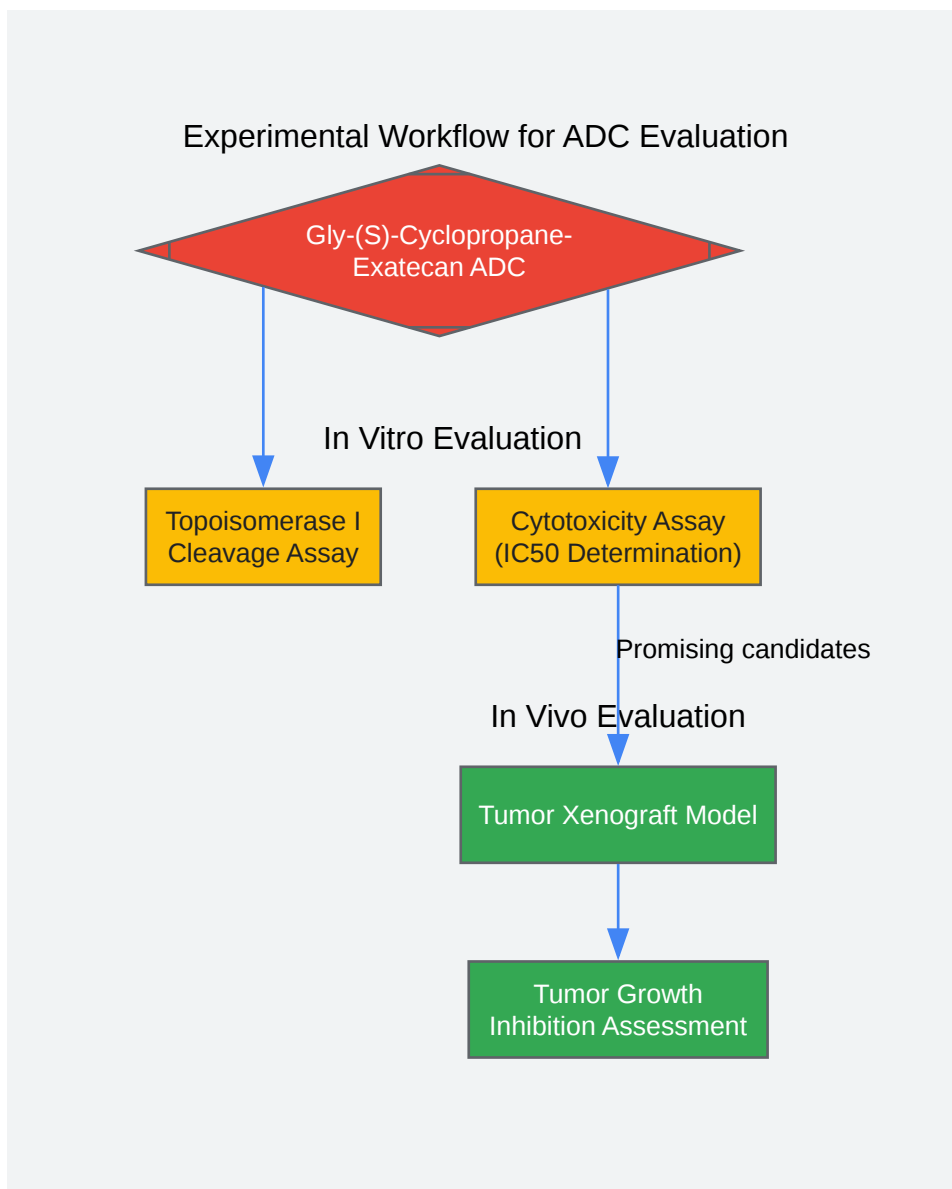 Experimental Workflow for ADC Evaluation
Gly-(S)-Cyclopropane-
Exatecan ADC
In Vitro Evaluation
Topoisomerase I
Cleavage Assay
Cytotoxicity Assay
(IC50 Determination)
Promising candidates
In Vivo Evaluation
Tumor Xenograft Model
Tumor Growth
Inhibition Assessment